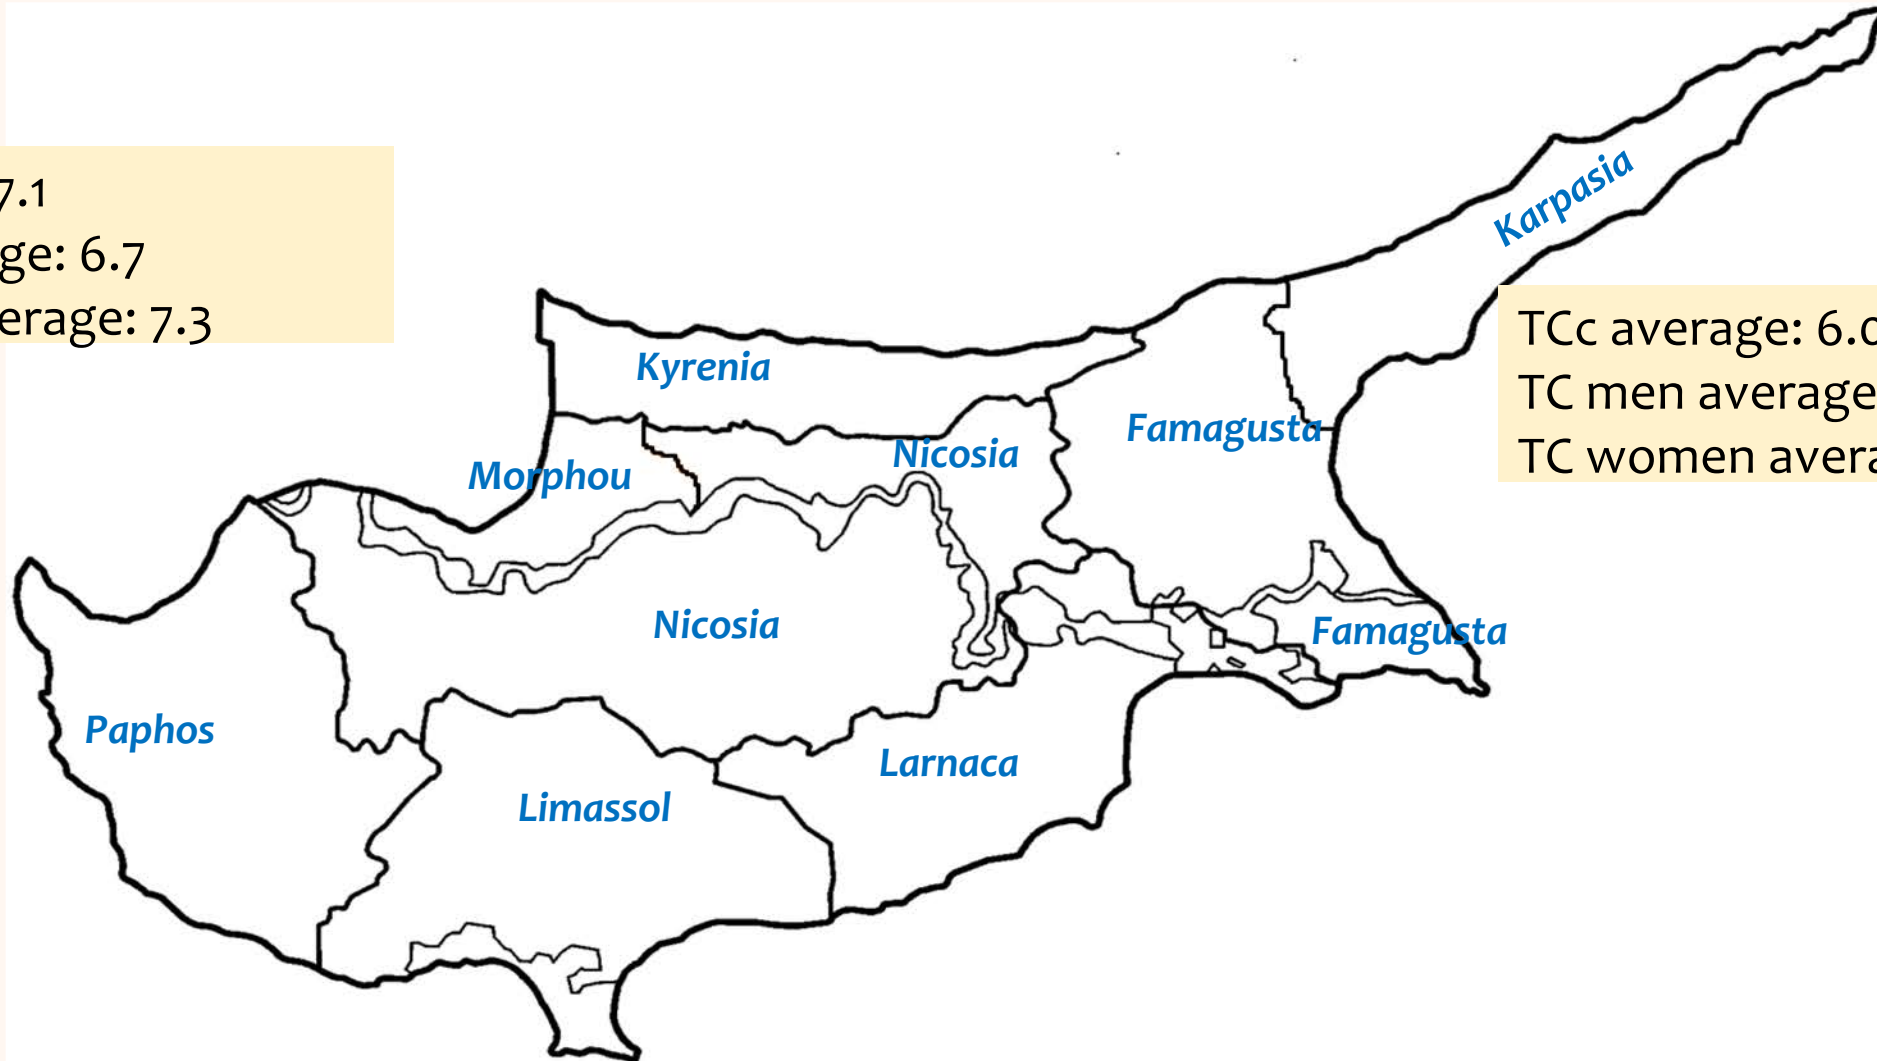 7.1
ge: 6.7
erage: 7.3
Karpasia
TCc average: 6.0
TC men average
TC women avera
Kyrenia
Famagusta
Nicosia
Morphou
Nicosia
Famagusta
Paphos
Larnaca
Limassol